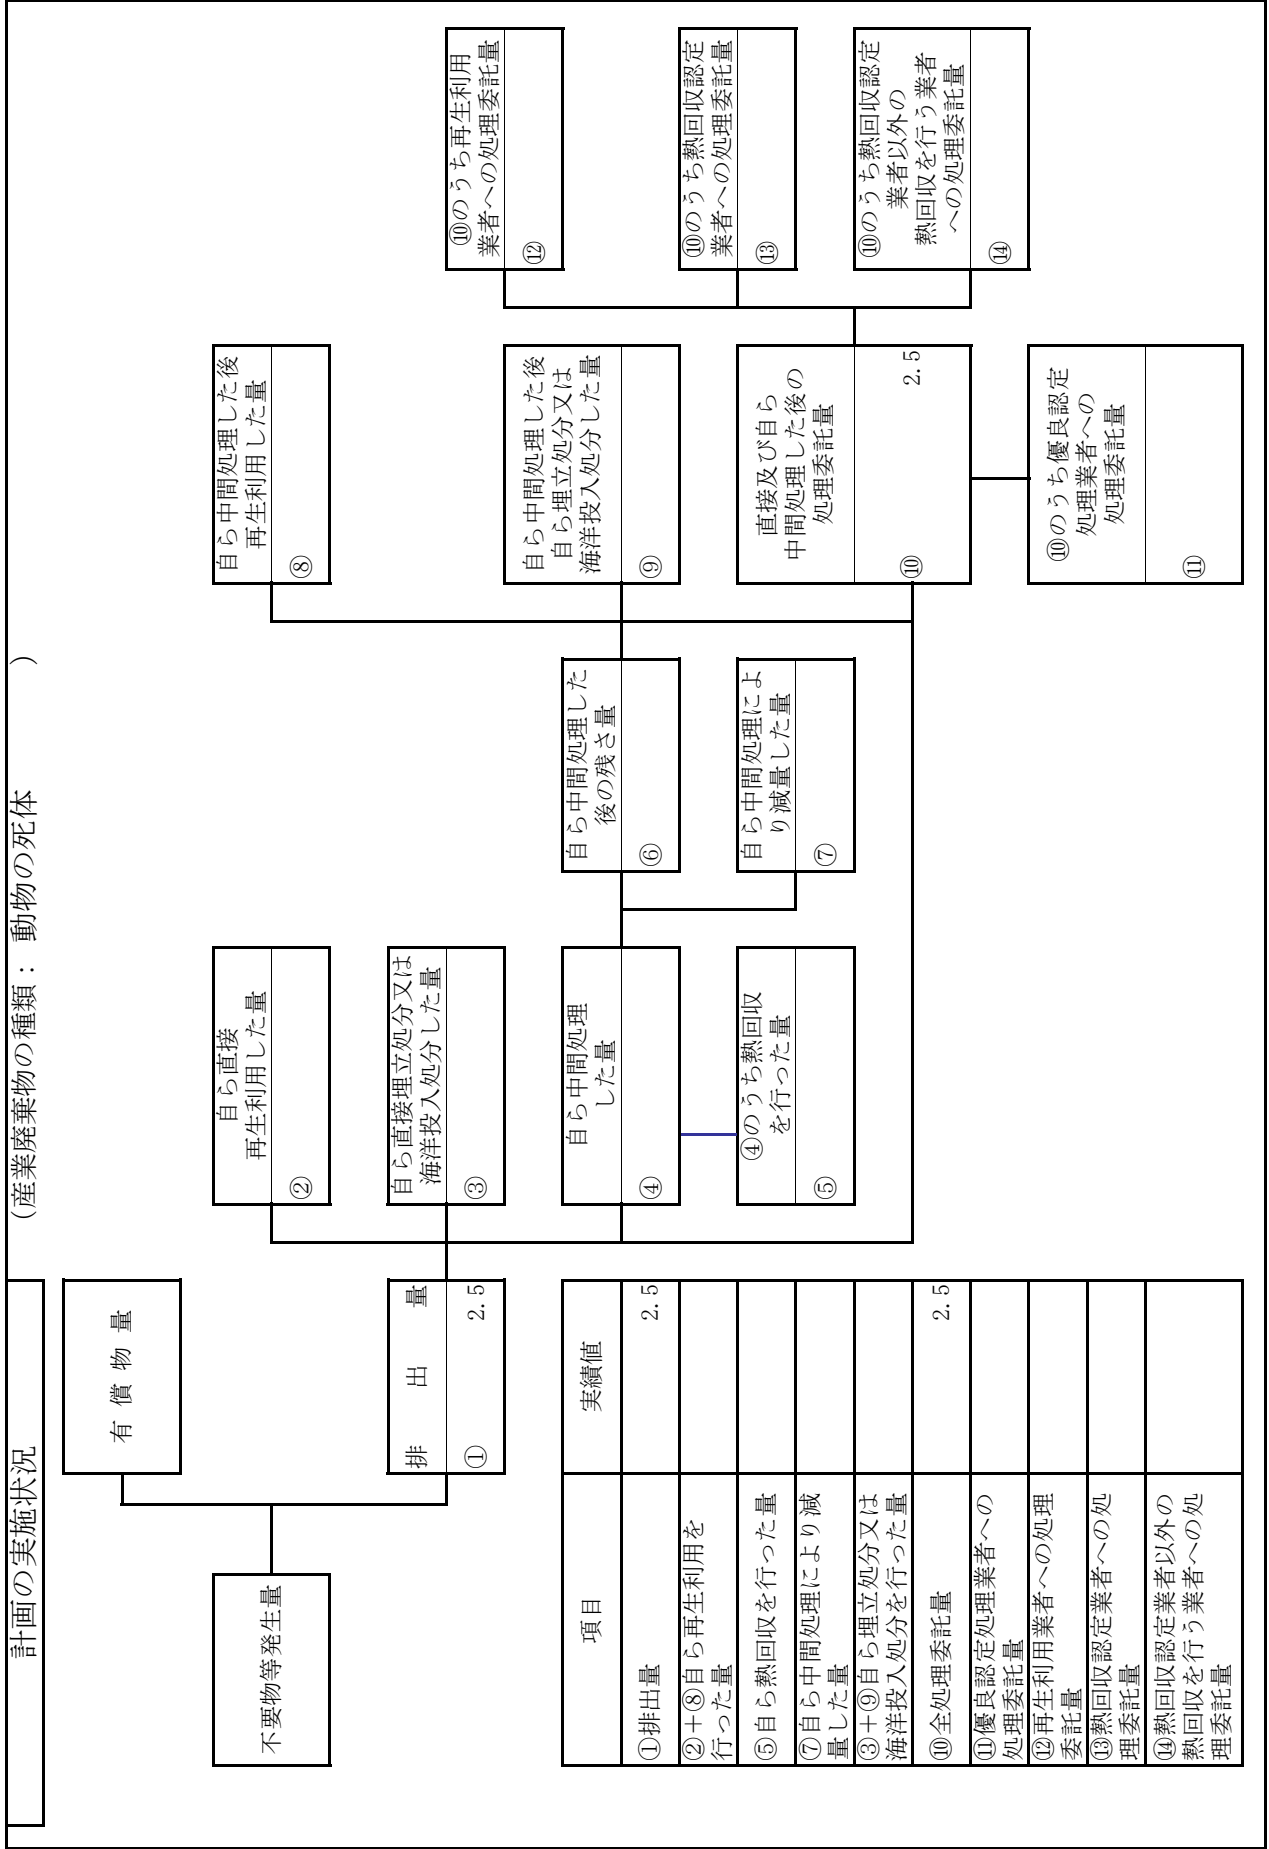 計画の実施状況
（産業廃棄物の種類： 動物の死体 ）
不要物等発生量
有 償 物 量
排 出 量
① 2.5
自ら直接
再生利用した量
②
自ら直接埋立処分又は
海洋投入処分した量
③
自ら中間処理
した量
④
④のうち熱回収
を行った量
⑤
自ら中間処理した
後の残さ量
⑥
自ら中間処理によ
り減量した量
⑦
自ら中間処理した後
再生利用した量
⑧
自ら中間処理した後
自ら埋立処分又は
海洋投入処分した量
⑨
直接及び自ら
中間処理した後の
処理委託量
⑩ 2.5
⑩のうち優良認定
処理業者への
処理委託量
⑪
⑩のうち再生利用
業者への処理委託量
⑫
⑩のうち熱回収認定
業者への処理委託量
⑬
⑩のうち熱回収認定
業者以外の
熱回収を行う業者
への処理委託量
⑭
項目 実績値
①排出量 2.5
②＋⑧自ら再生利用を
行った量
⑤自ら熱回収を行った量
⑦自ら中間処理により減
量した量
③＋⑨自ら埋立処分又は
海洋投入処分を行った量
⑩全処理委託量 2.5
⑪優良認定処理業者への
処理委託量
⑫再生利用業者への処理
委託量
⑬熱回収認定業者への処
理委託量
⑭熱回収認定業者以外の
熱回収を行う業者への処
理委託量